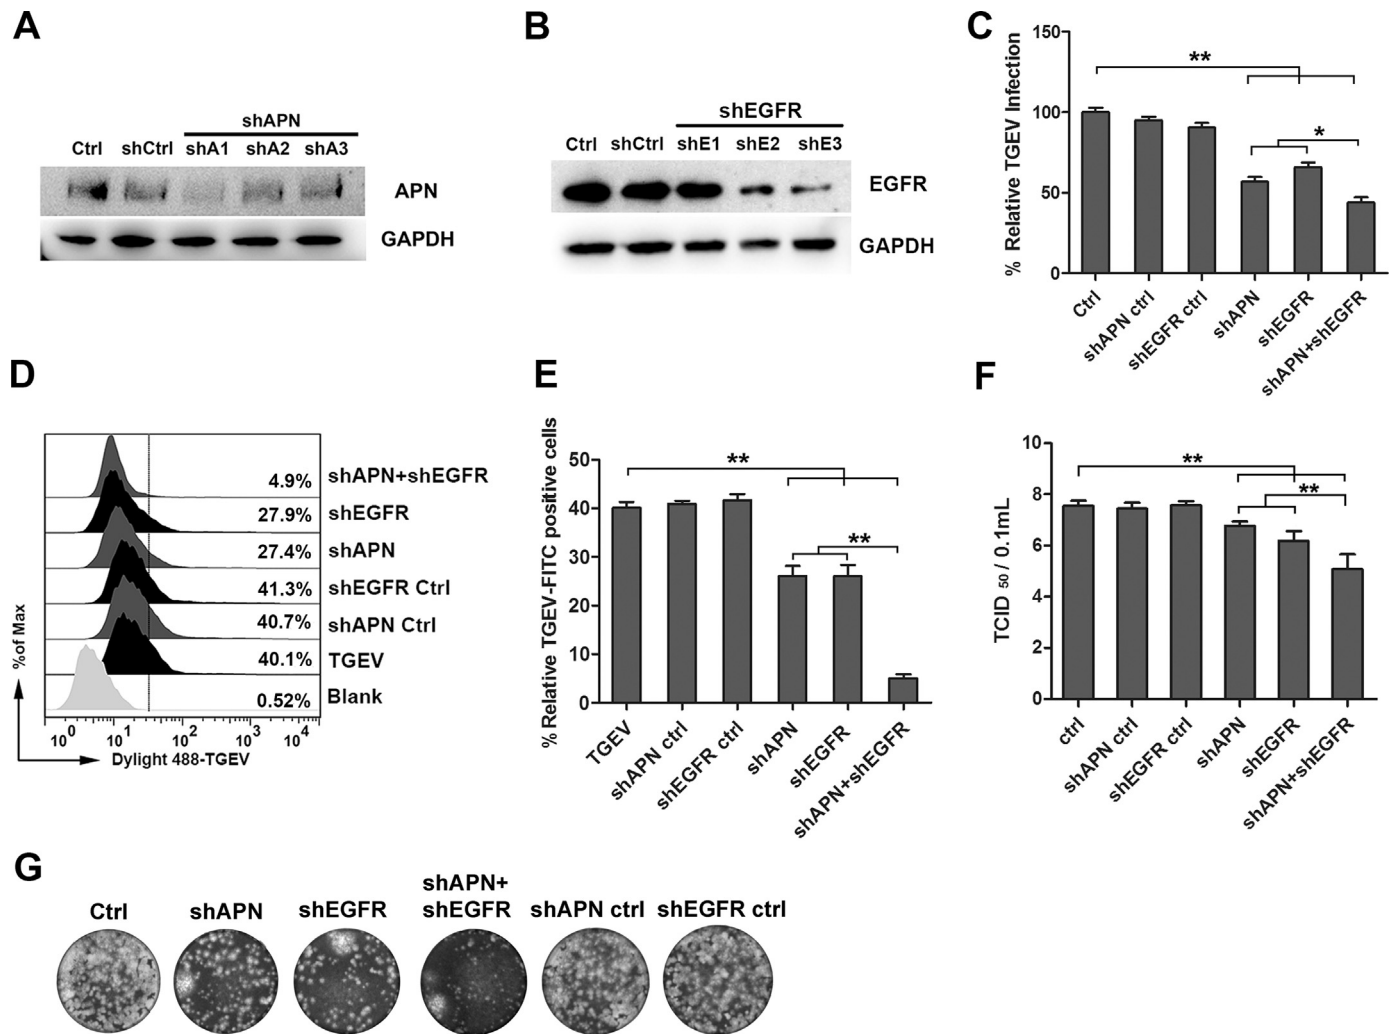 A
shAPN
Ctrl shCtrl shA1 shA2 shA3
APN
GAPDH
B
shEGFR
Ctrl shCtrl shE1 shE2 shE3
EGFR
GAPDH
C
% Relative TGEV Infection
150
100
50
0
**
*
Ctrl
shAPN ctrl
shEGFR ctrl
shAPN
shEGFR
shAPN+shEGFR
D
%of Max
4.9% shAPN+shEGFR
27.9% shEGFR
27.4% shAPN
41.3% shEGFR Ctrl
40.7% shAPN Ctrl
40.1% TGEV
0.52% Blank
10^0 10^1 10^2 10^3 10^4
Dylight 488-TGEV
E
% Relative TGEV-FITC positive cells
50
40
30
20
10
0
**
**
TGEV
shAPN ctrl
shEGFR ctrl
shAPN
shEGFR
shAPN+shEGFR
F
TCID 50 / 0.1mL
10
8
6
4
2
0
**
**
ctrl
shAPN ctrl
shEGFR ctrl
shAPN
shEGFR
shAPN+shEGFR
G
Ctrl
shAPN
shEGFR
shAPN+
shEGFR
shAPN ctrl
shEGFR ctrl